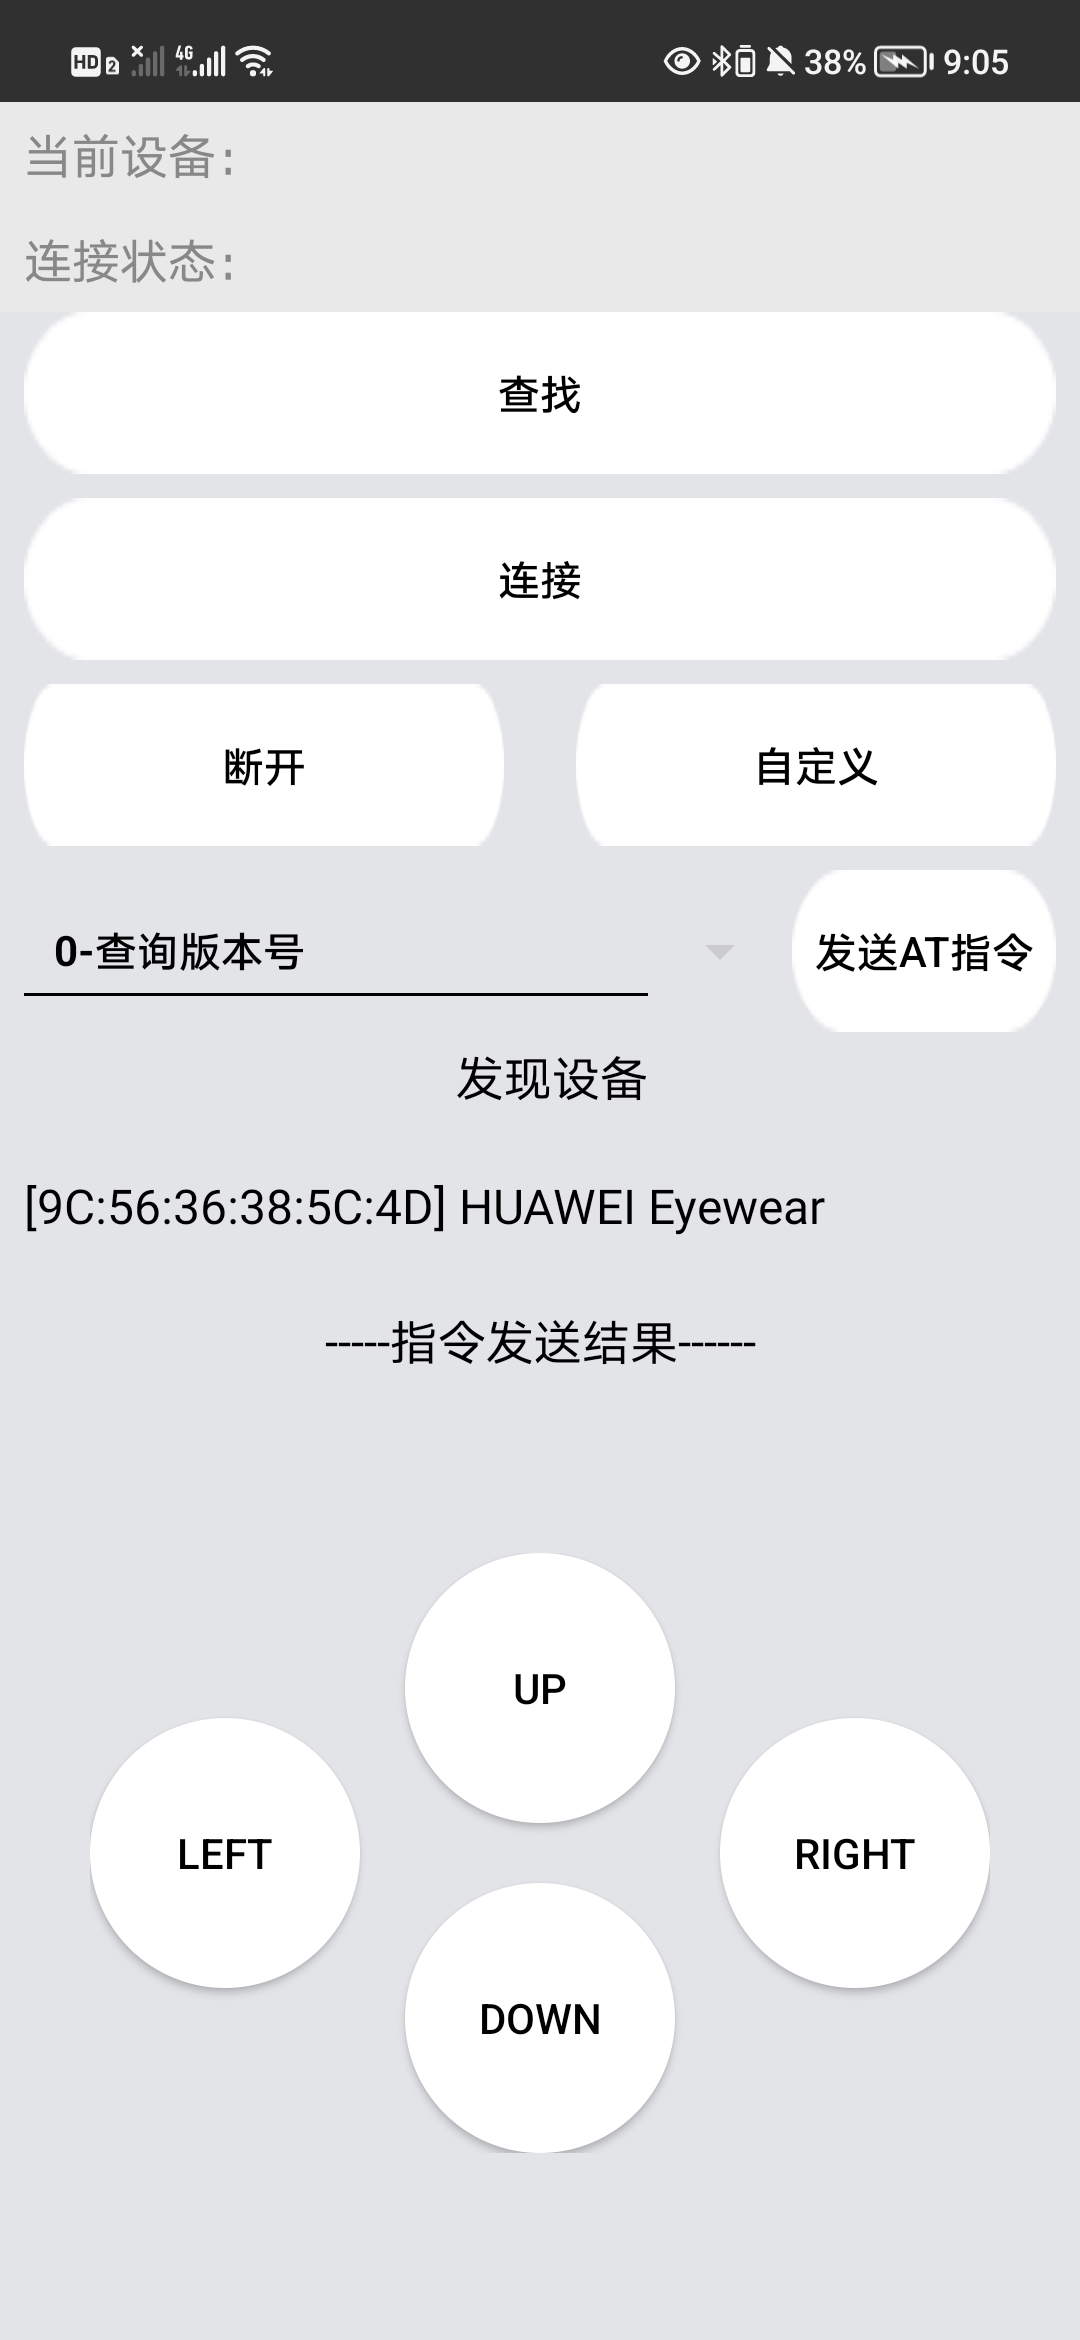 HD 2 4G 38% 9:05
当前设备:
连接状态:
查找
连接
断开 自定义
0-查询版本号 发送AT指令
发现设备
[9C:56:36:38:5C:4D] HUAWEI Eyewear
-----指令发送结果------
UP
LEFT RIGHT
DOWN